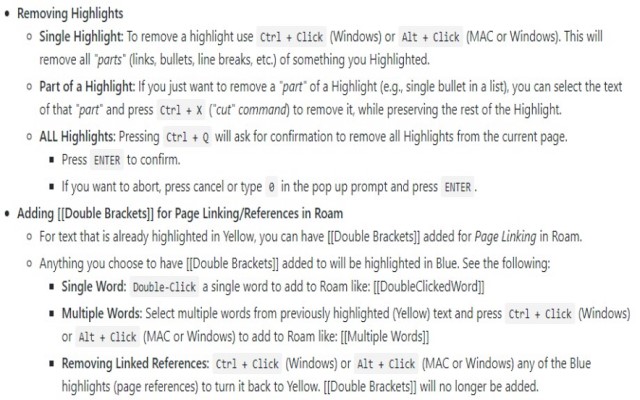 • Removing Highlights
○ Single Highlight: To remove a highlight use Ctrl + Click (Windows) or Alt + Click (MAC or Windows). This will
remove all "parts" (links, bullets, line breaks, etc.) of something you Highlighted.
○ Part of a Highlight: If you just want to remove a "part" of a Highlight (e.g., single bullet in a list), you can select the text
of that "part" and press Ctrl + X ("cut" command) to remove it, while preserving the rest of the Highlight.
○ ALL Highlights: Pressing Ctrl + Q will ask for confirmation to remove all Highlights from the current page.
▪ Press ENTER to confirm.
▪ If you want to abort, press cancel or type 0 in the pop up prompt and press ENTER.
• Adding [[Double Brackets]] for Page Linking/References in Roam
○ For text that is already highlighted in Yellow, you can have [[Double Brackets]] added for Page Linking in Roam.
○ Anything you choose to have [[Double Brackets]] added to will be highlighted in Blue. See the following:
▪ Single Word: Double-Click a single word to add to Roam like: [[DoubleClickedWord]]
▪ Multiple Words: Select multiple words from previously highlighted (Yellow) text and press Ctrl + Click (Windows)
or Alt + Click (MAC or Windows) to add to Roam like: [[Multiple Words]]
▪ Removing Linked References: Ctrl + Click (Windows) or Alt + Click (MAC or Windows) any of the Blue
highlights (page references) to turn it back to Yellow. [[Double Brackets]] will no longer be added.